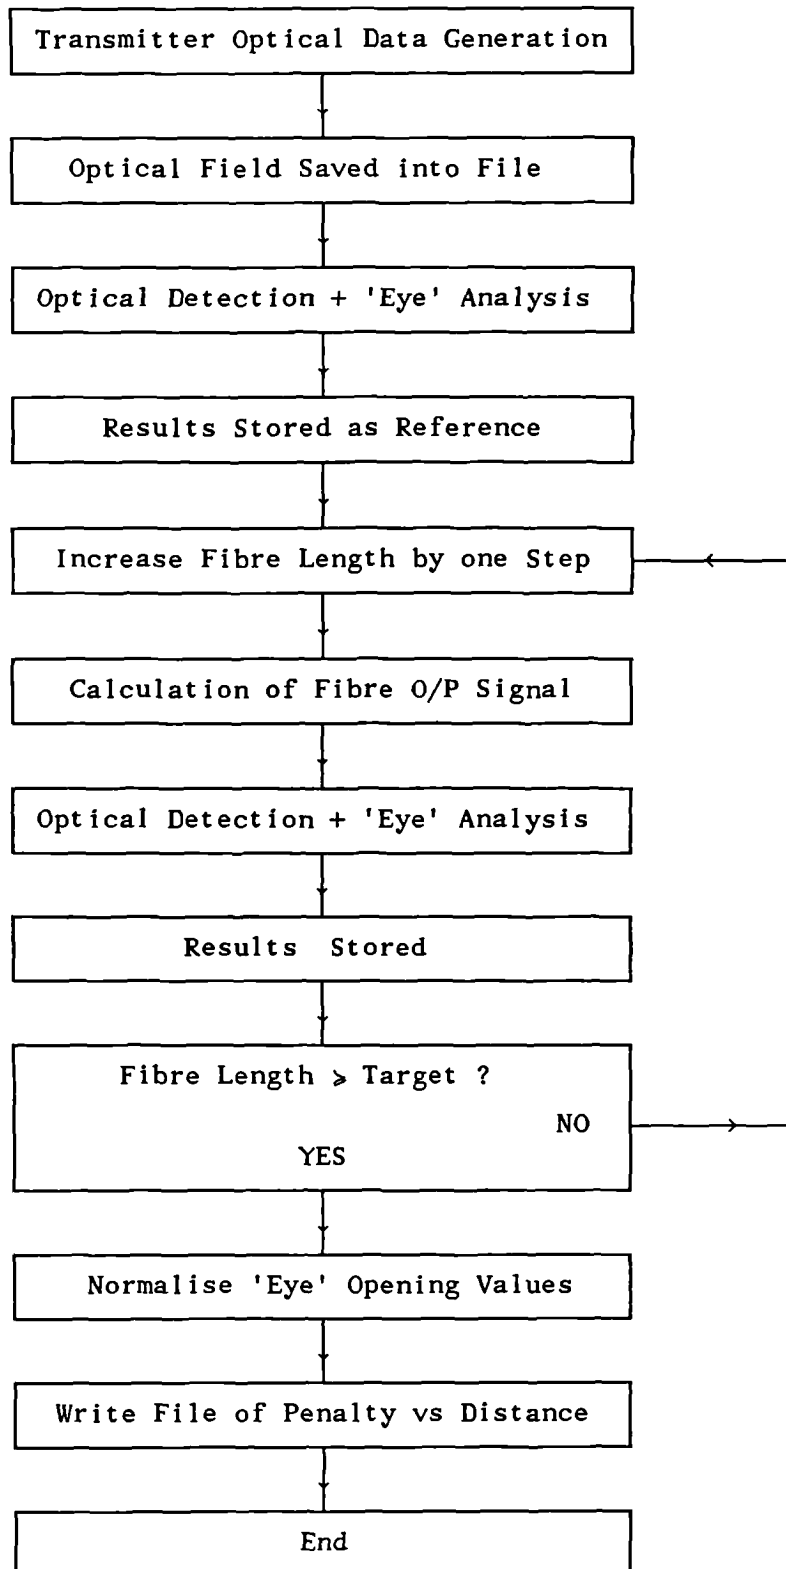 Transmitter Optical Data Generation
Optical Field Saved into File
Optical Detection + 'Eye' Analysis
Results Stored as Reference
Increase Fibre Length by one Step
Calculation of Fibre O/P Signal
Optical Detection + 'Eye' Analysis
Results Stored
Fibre Length ⩾ Target ?
NO
YES
Normalise 'Eye' Opening Values
Write File of Penalty vs Distance
End